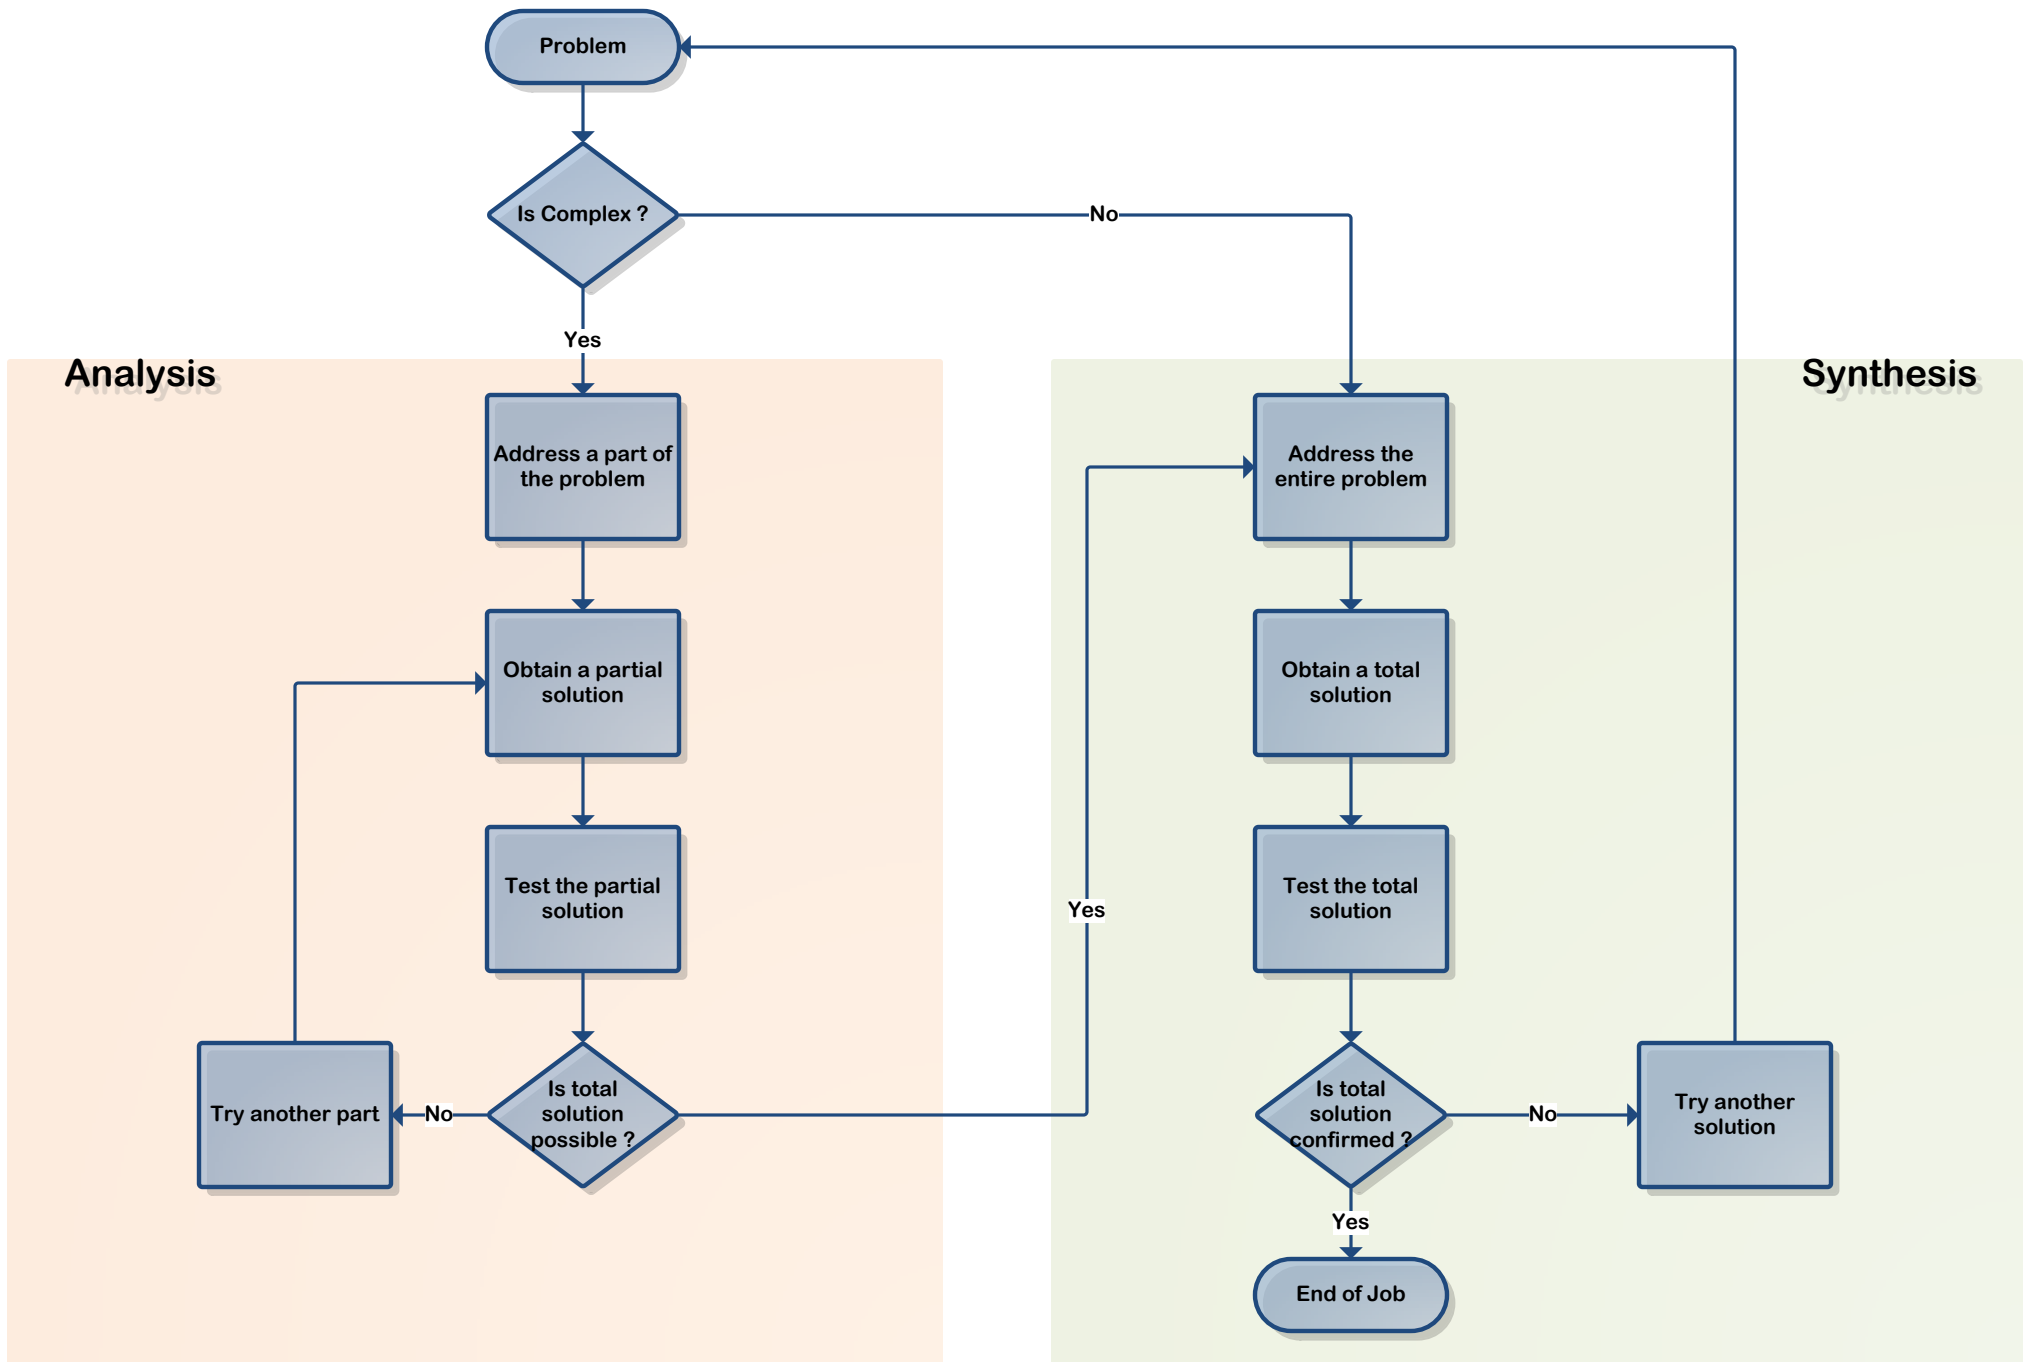 Problem
Is Complex ?
No
Yes
Analysis
Synthesis
Address a part of
the problem
Address the
entire problem
Obtain a partial
solution
Obtain a total
solution
Test the partial
solution
Test the total
solution
Yes
Try another part
No
Is total
solution
possible ?
Is total
solution
confirmed ?
No
Try another
solution
Yes
End of Job